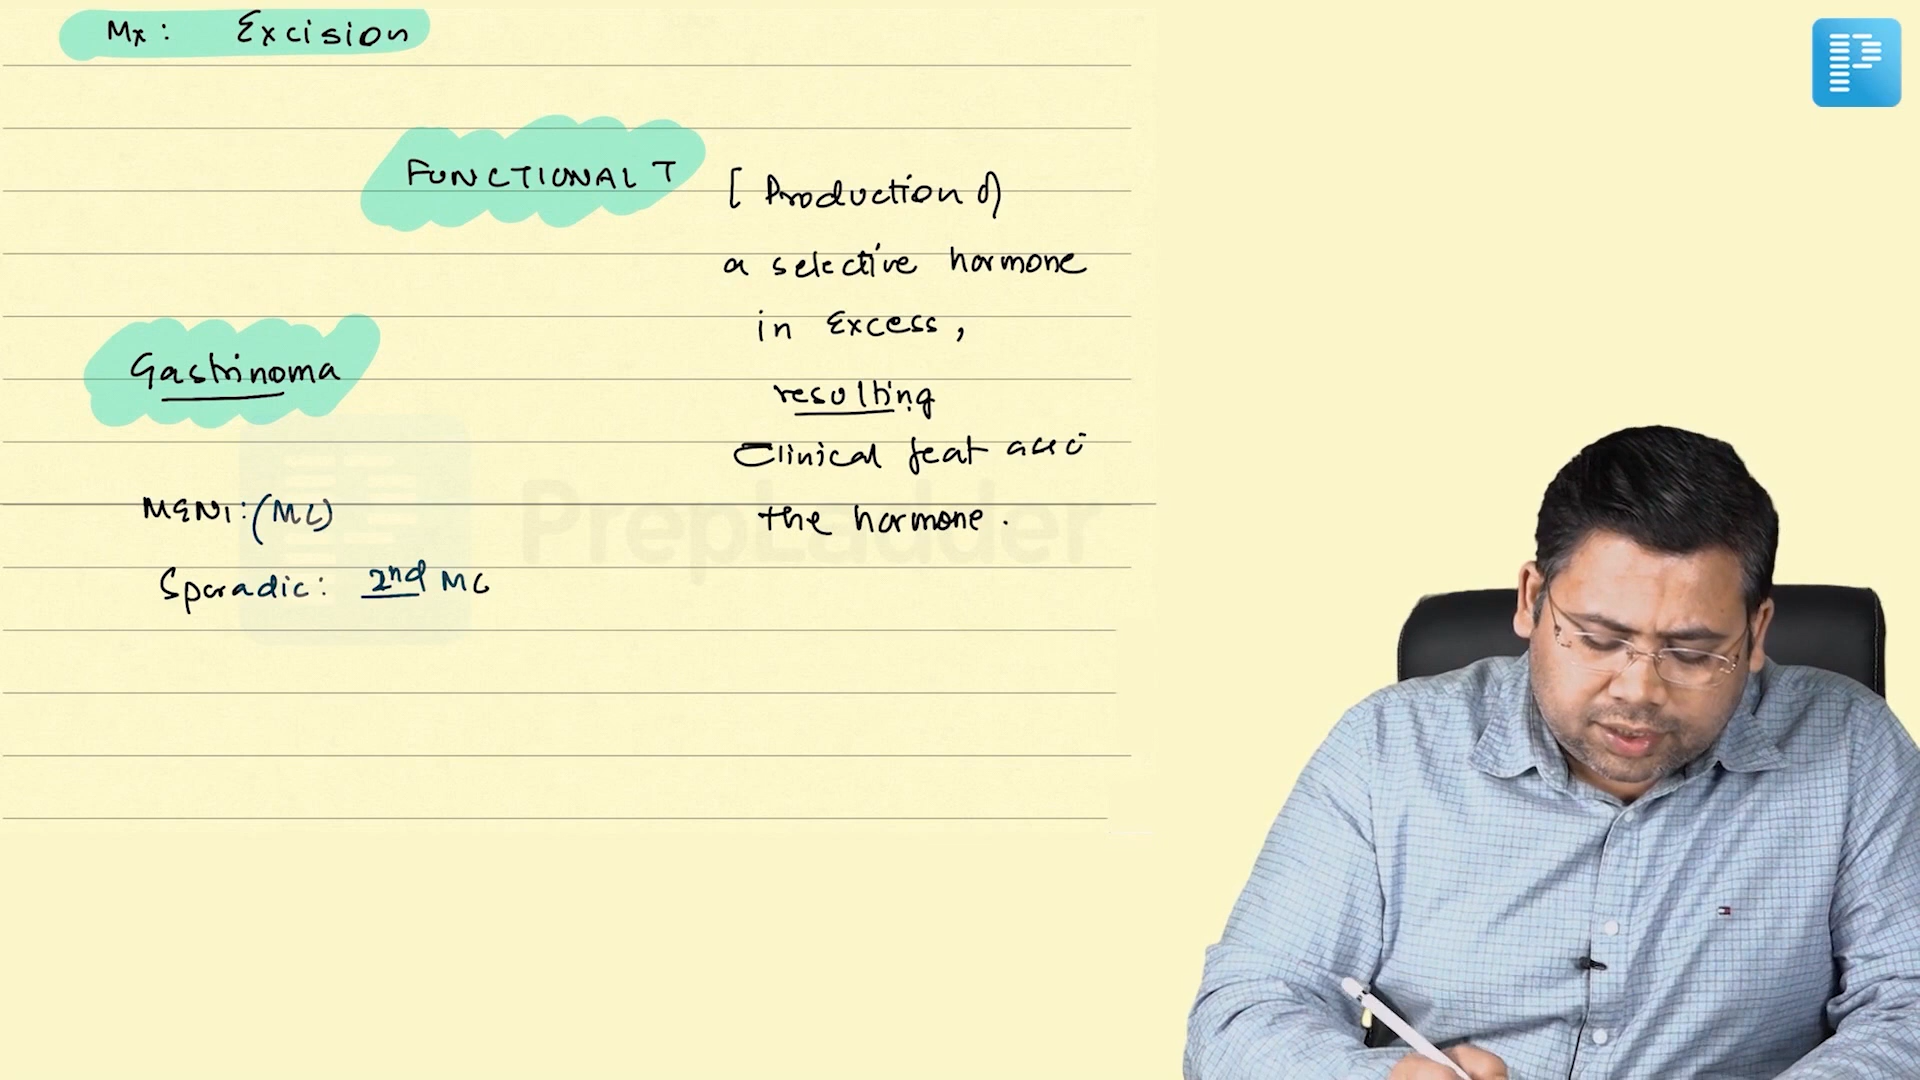 Mx: Excision
FUNCTIONAL T [ Production of
a selective hormone
in Excess,
Gastrinoma
resulting
Clinical feat
the hormone.
MEN1: (MC)
Sporadic: 2nd MC
PrepLadder